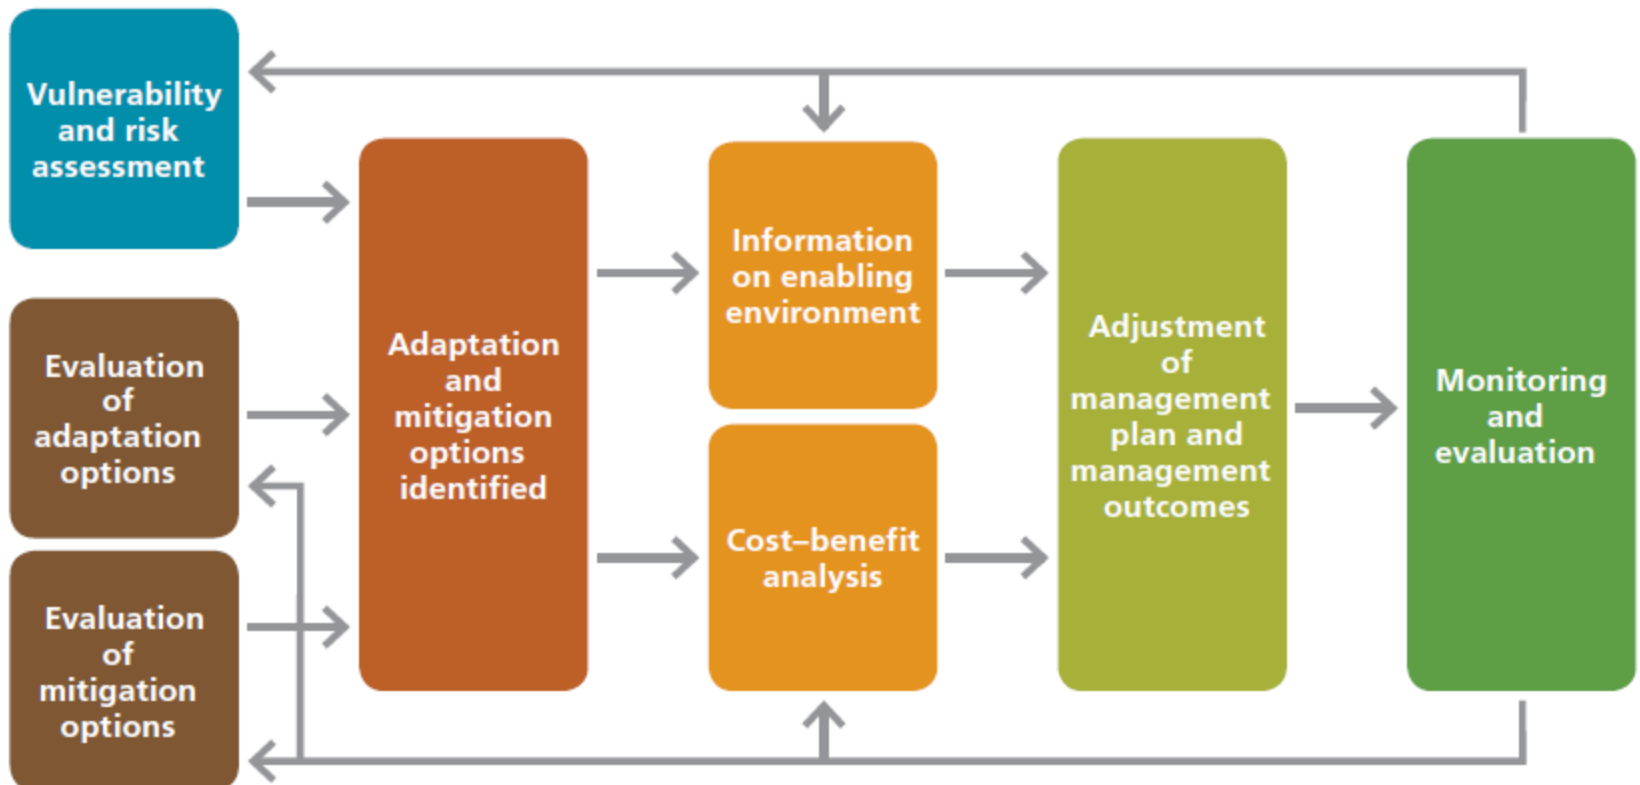 Vulnerability
and risk
assessment
Evaluation
of
adaptation
options
Evaluation
of
mitigation
options
Adaptation
and
mitigation
options
identified
Information
on enabling
environment
Cost–benefit
analysis
Adjustment
of
management
plan and
management
outcomes
Monitoring
and
evaluation